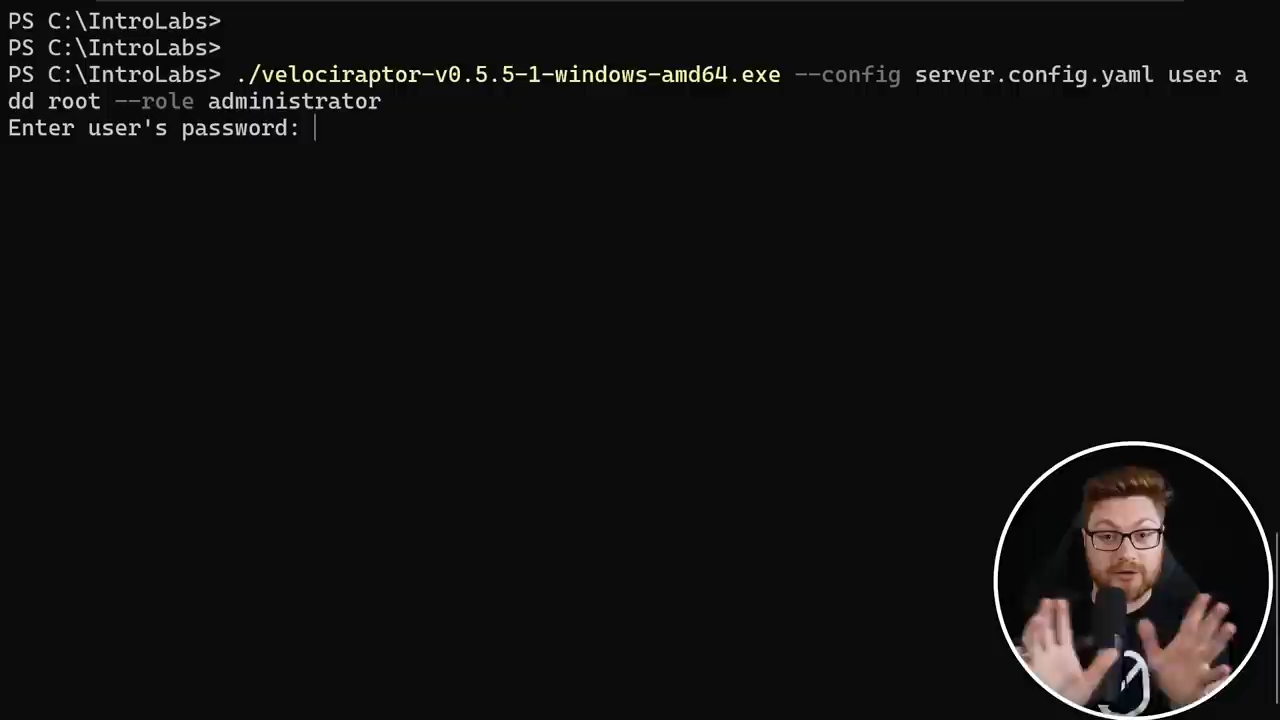 PS C:\IntroLabs>
PS C:\IntroLabs>
PS C:\IntroLabs> ./velociraptor-v0.5.5-1-windows-amd64.exe --config server.config.yaml user a
dd root --role administrator
Enter user's password: